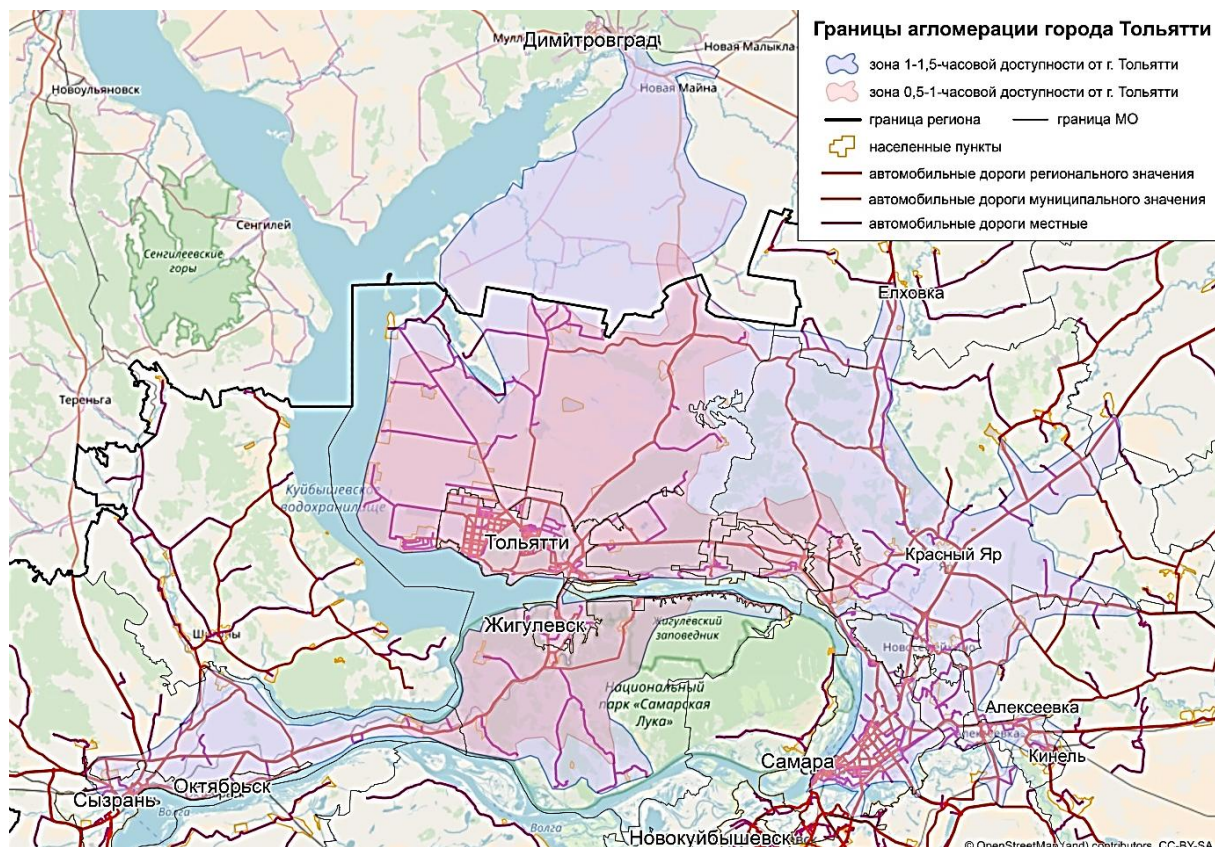 Границы агломерации города Тольятти
зона 1-1,5-часовой доступности от г. Тольятти
зона 0,5-1-часовой доступности от г. Тольятти
граница региона
граница МО
населенные пункты
автомобильные дороги регионального значения
автомобильные дороги муниципального значения
автомобильные дороги местные
Димитровград
Новая Малыкла
Новоульяновск
Новая Майна
Сенгилей
Сенгилеевские
горы
Елховка
Тереньга
Куйбышевское
водохранилище
Тольятти
Красный Яр
Жигулевск
Жигулёвский
заповедник
Национальный
парк «Самарская
Лука»
Алексеевка
Самара
Кинель
Октябрьск
Сызрань
Волга
Волга
Новокуйбышевск
© OpenStreetMap (and) contributors, CC-BY-SA